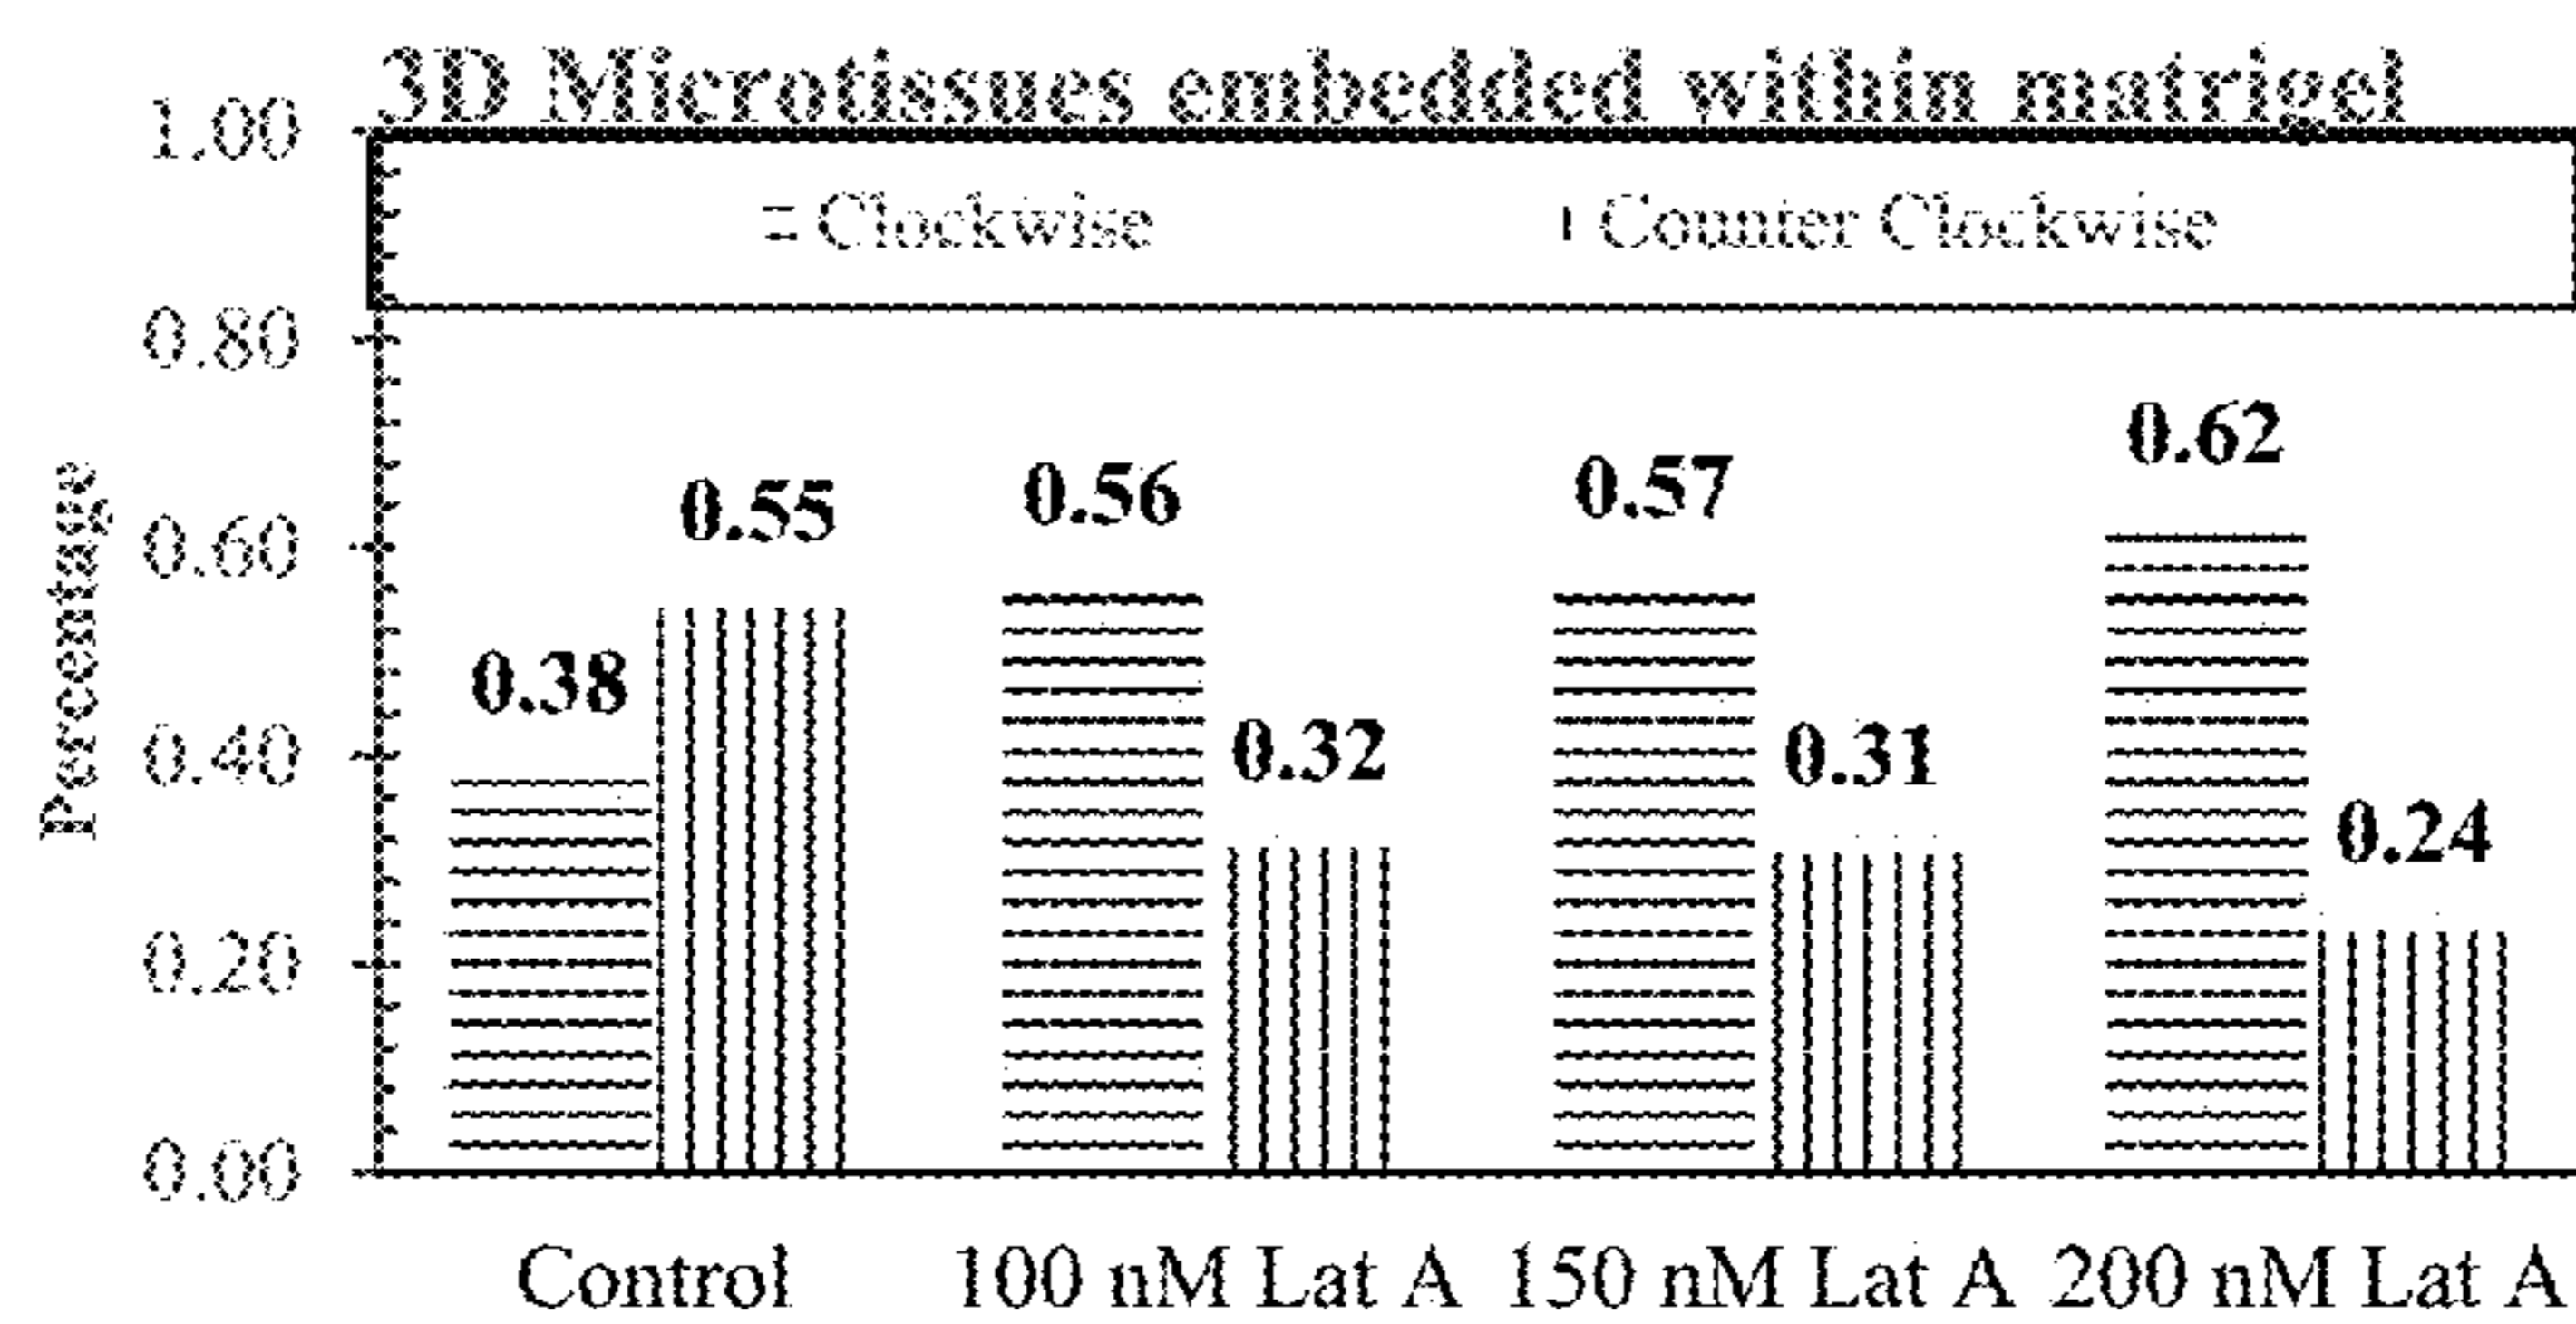 3D Microtissues embedded within matrigel
1.00
Clockwise
Counter Clockwise
0.80
0.60
0.40
0.20
0.00
Percentage
0.38
0.55
0.56
0.32
0.57
0.31
0.62
0.24
Control
100 nM Lat A
150 nM Lat A
200 nM Lat A